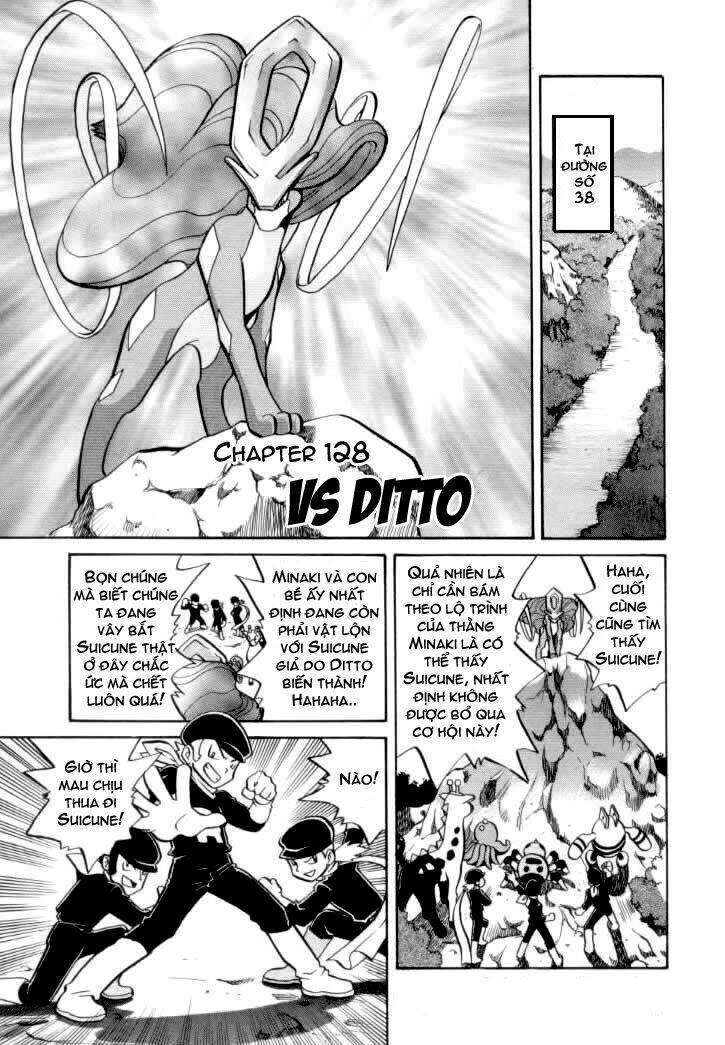 Tại
đường
số
38
Chapter 128
VS DITTO
Haha,
cuối
cùng
cũng tìm
thấy
Suicune!
Quả nhiên là
chỉ cần bám
theo lộ trình
của thằng
Minaki là có
thể thấy
Suicune, nhất
định không
được bỏ qua
cơ hội này!
Minaki và con
bé ấy nhất
định đang còn
phải vật lộn
với Suicune
giả do Ditto
biến thành!
Hahaha..
Bọn chúng
mà biết chúng
ta đang
vây bắt
Suicune thật
ở đây chắc
ức mà chết
luôn quá!
Nào!
Giờ thì
mau chịu
thua đi
Suicune!